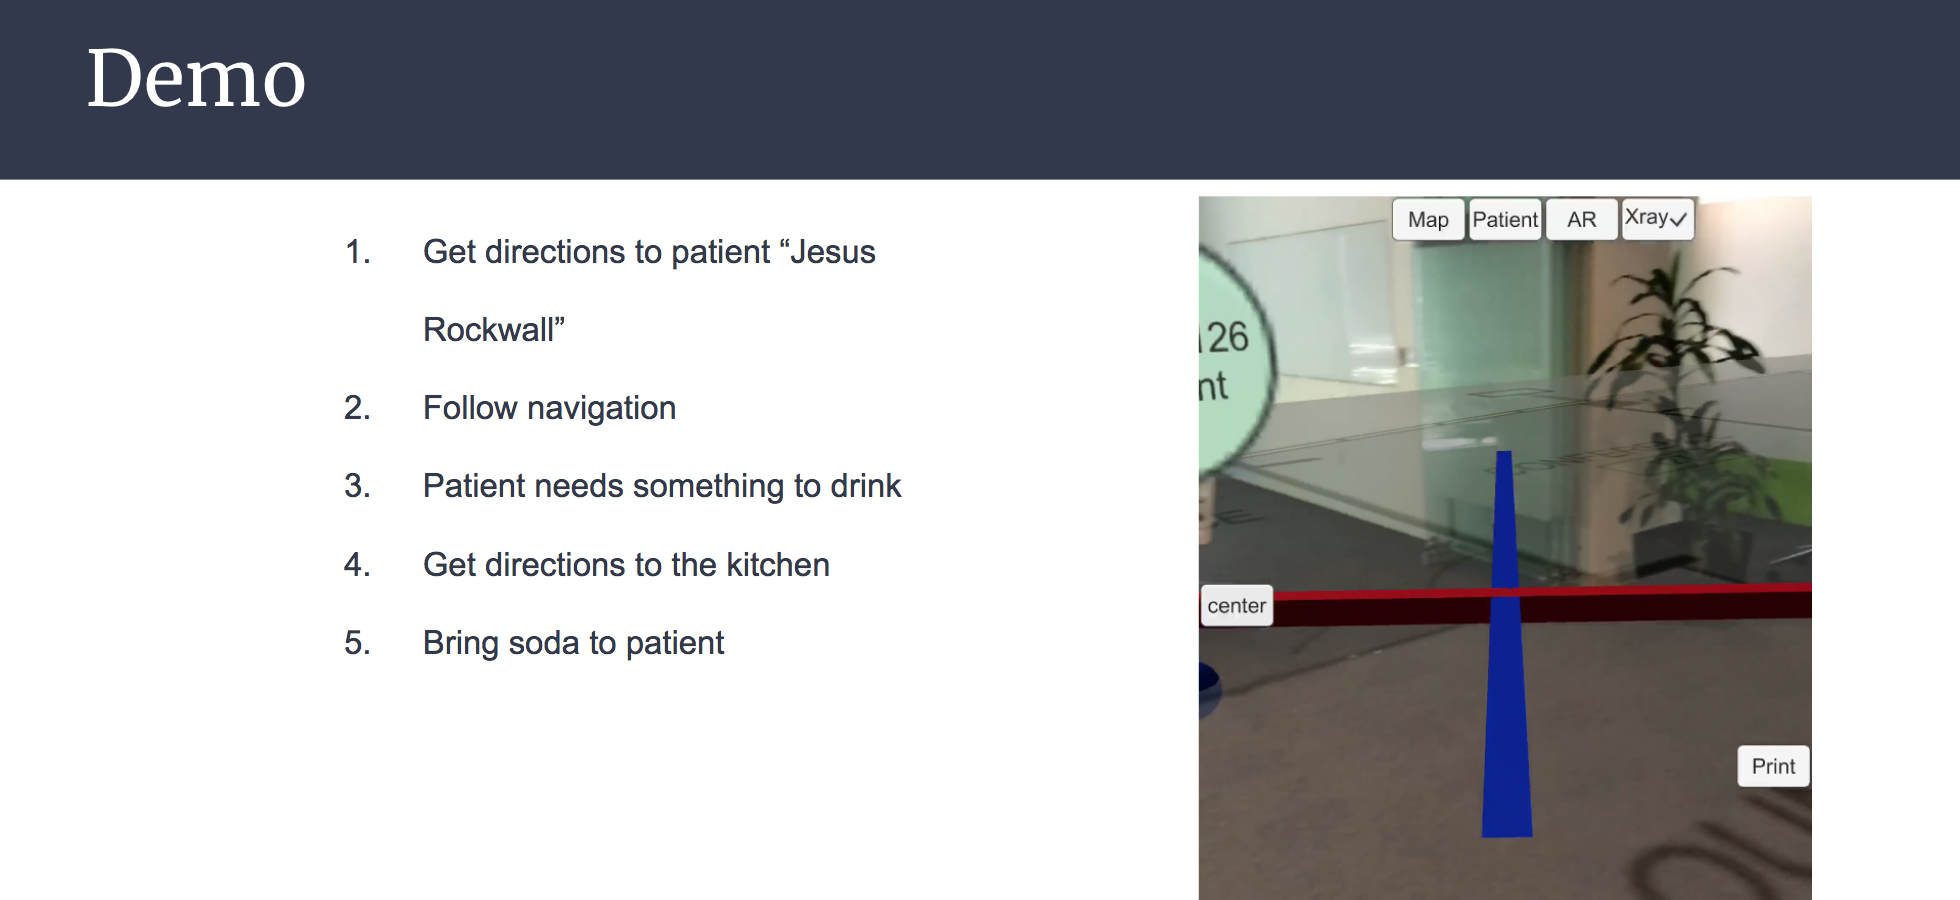 Demo
1. Get directions to patient “Jesus
Rockwall”
2. Follow navigation
3. Patient needs something to drink
4. Get directions to the kitchen
5. Bring soda to patient
Map Patient AR Xray✓
26
nt
center
Print